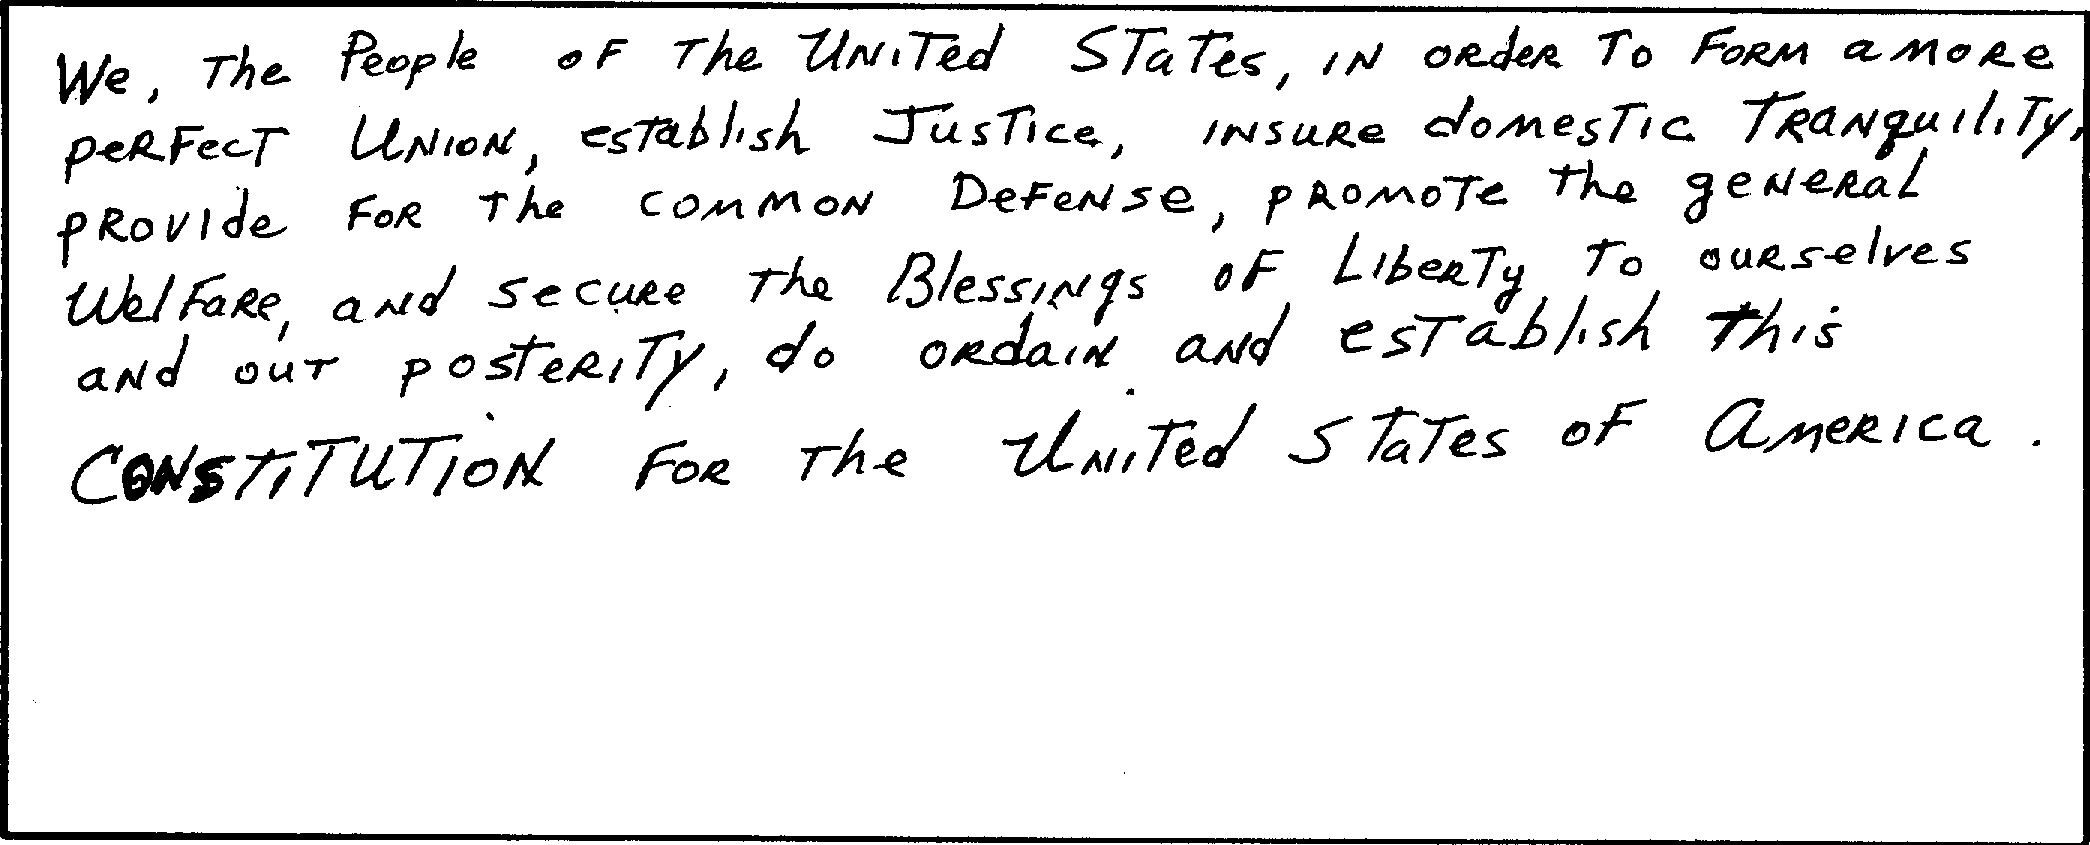 We, The People of The United States, in order To Form a more
perfect Union, establish Justice, insure domestic Tranquility,
provide for the common Defense, promote the general
Welfare, and secure the Blessings of Liberty To ourselves
and out posterity, do ordain and establish this
CONSTITUTION for the United States of America.